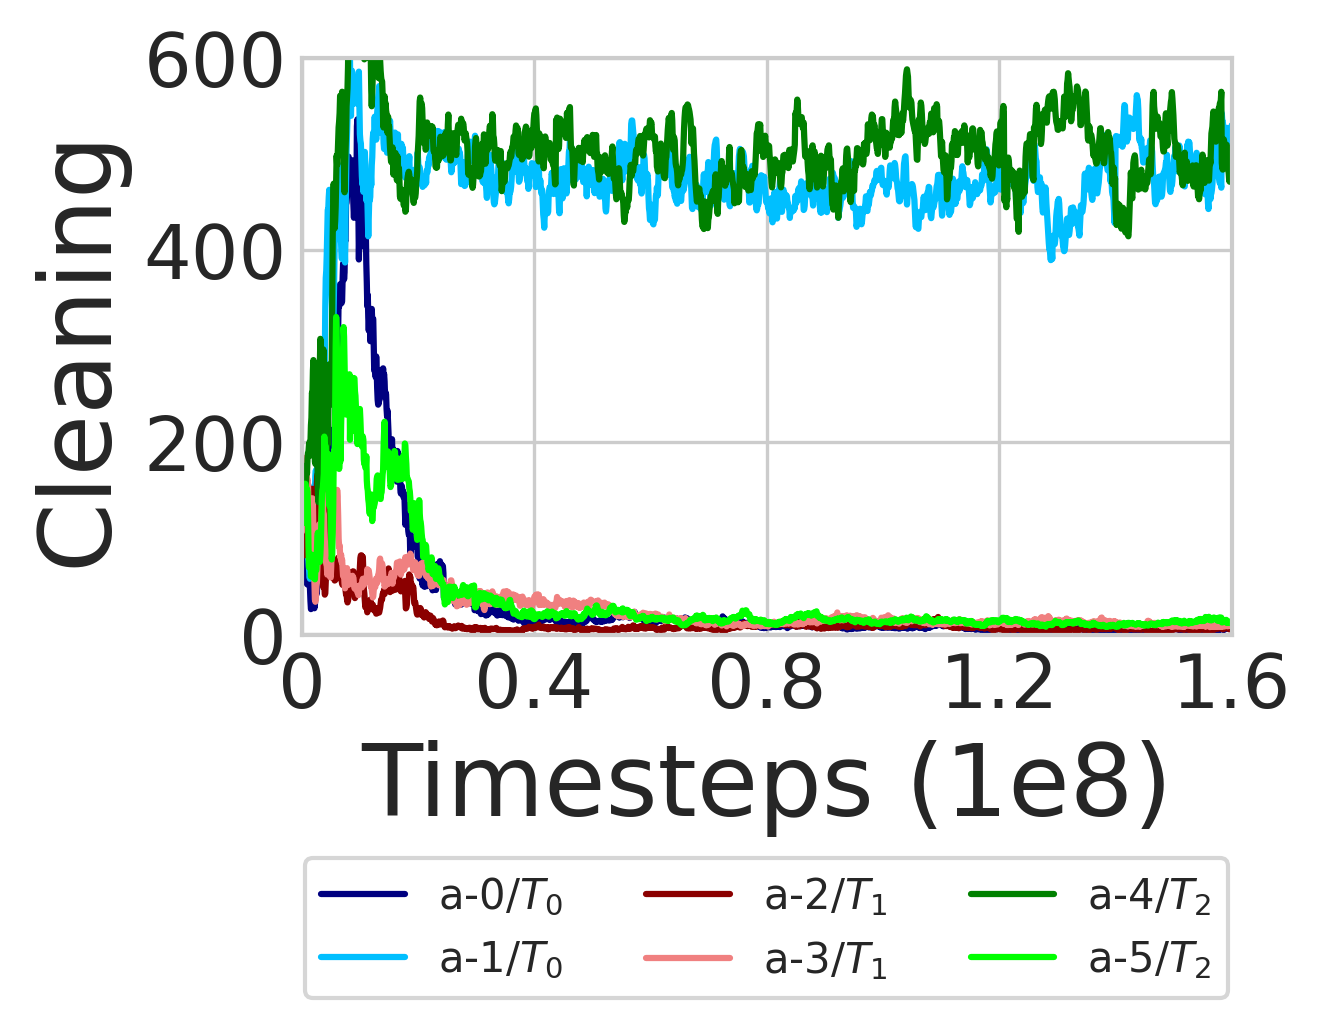 600
400
200
0
Cleaning
0 0.4 0.8 1.2 1.6
Timesteps (1e8)
a-0/T₀ a-2/T₁ a-4/T₂
a-1/T₀ a-3/T₁ a-5/T₂